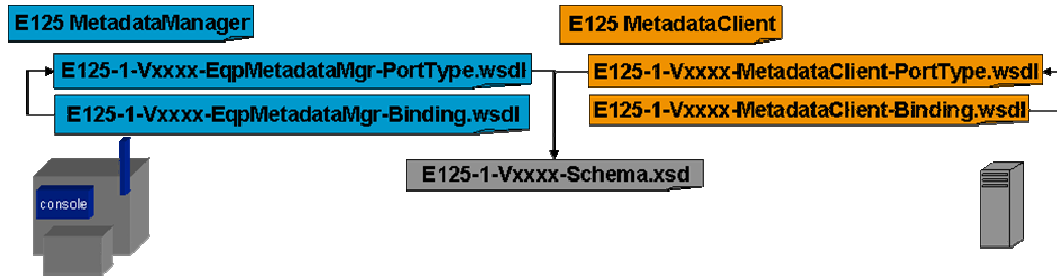 E125 MetadataManager
E125 MetadataClient
E125-1-Vxxxx-EqpMetadataMgr-PortType.wsdl
E125-1-Vxxxx-MetadataClient-PortType.wsdl
E125-1-Vxxxx-EqpMetadataMgr-Binding.wsdl
E125-1-Vxxxx-MetadataClient-Binding.wsdl
E125-1-Vxxxx-Schema.xsd
console